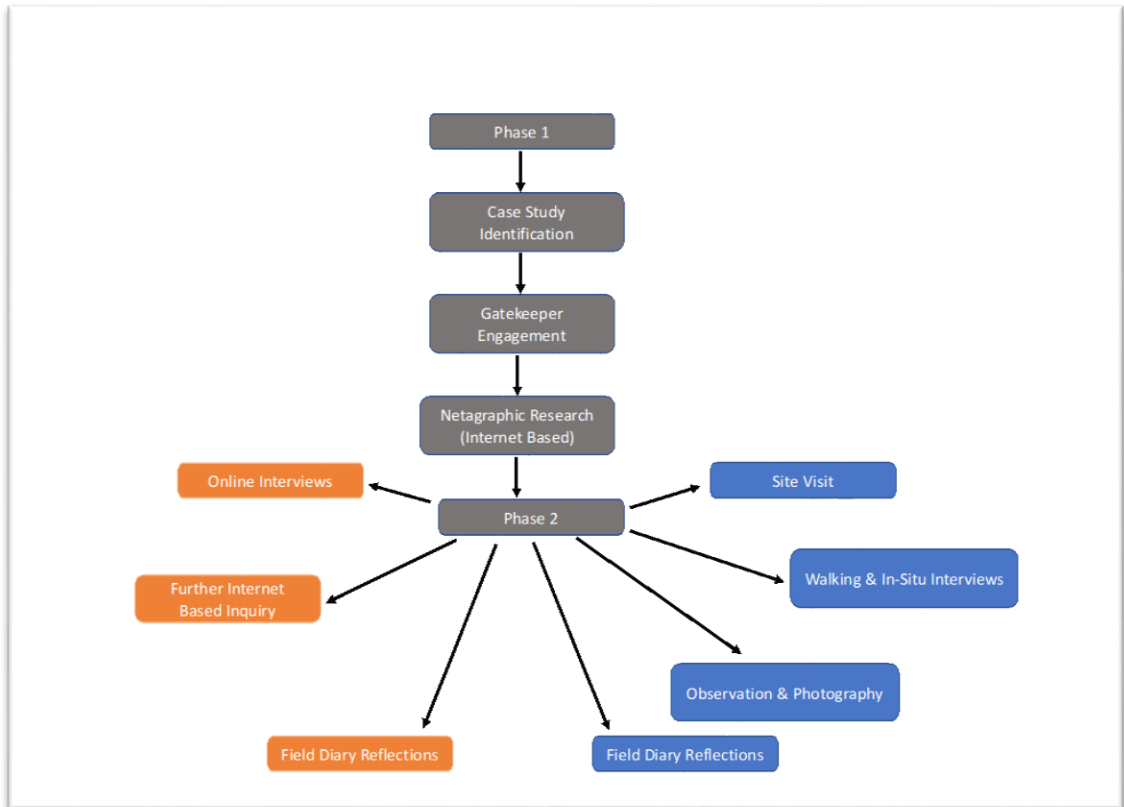 Phase 1
Case Study
Identification
Gatekeeper
Engagement
Netagraphic Research
(Internet Based)
Online Interviews
Site Visit
Phase 2
Walking & In-Situ Interviews
Further Internet
Based Inquiry
Observation & Photography
Field Diary Reflections
Field Diary Reflections